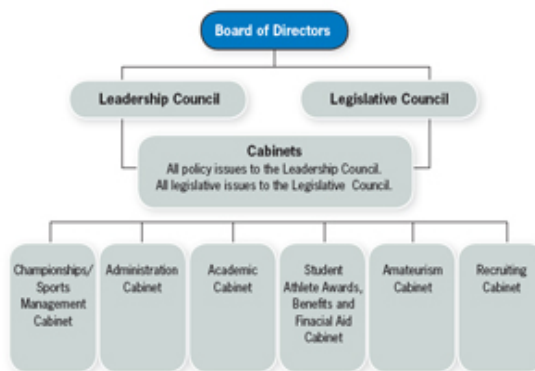 Board of Directors
Leadership Council
Legislative Council
Cabinets
All policy issues to the Leadership Council.
All legislative issues to the Legislative Council.
Championships/
Sports
Management
Cabinet
Administration
Cabinet
Academic
Cabinet
Student
Athlete Awards,
Benefits and
Finacial Aid
Cabinet
Amateurism
Cabinet
Recruiting
Cabinet